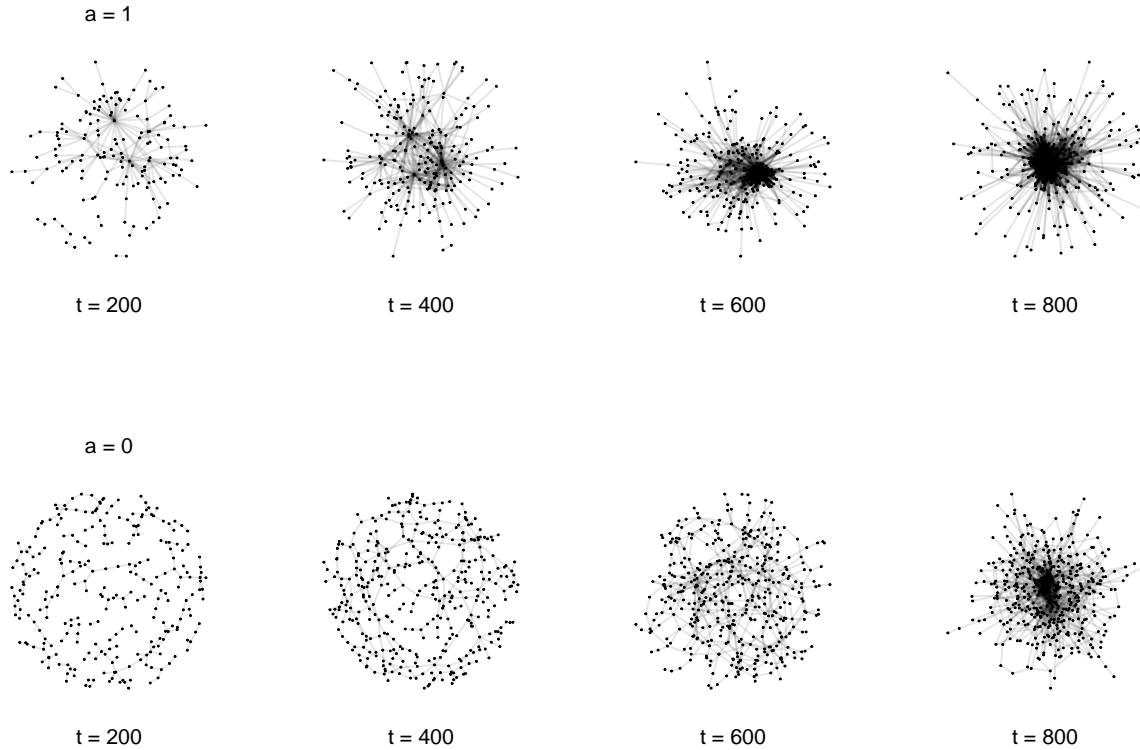 a = 1
t = 200
t = 400
t = 600
t = 800
a = 0
t = 200
t = 400
t = 600
t = 800